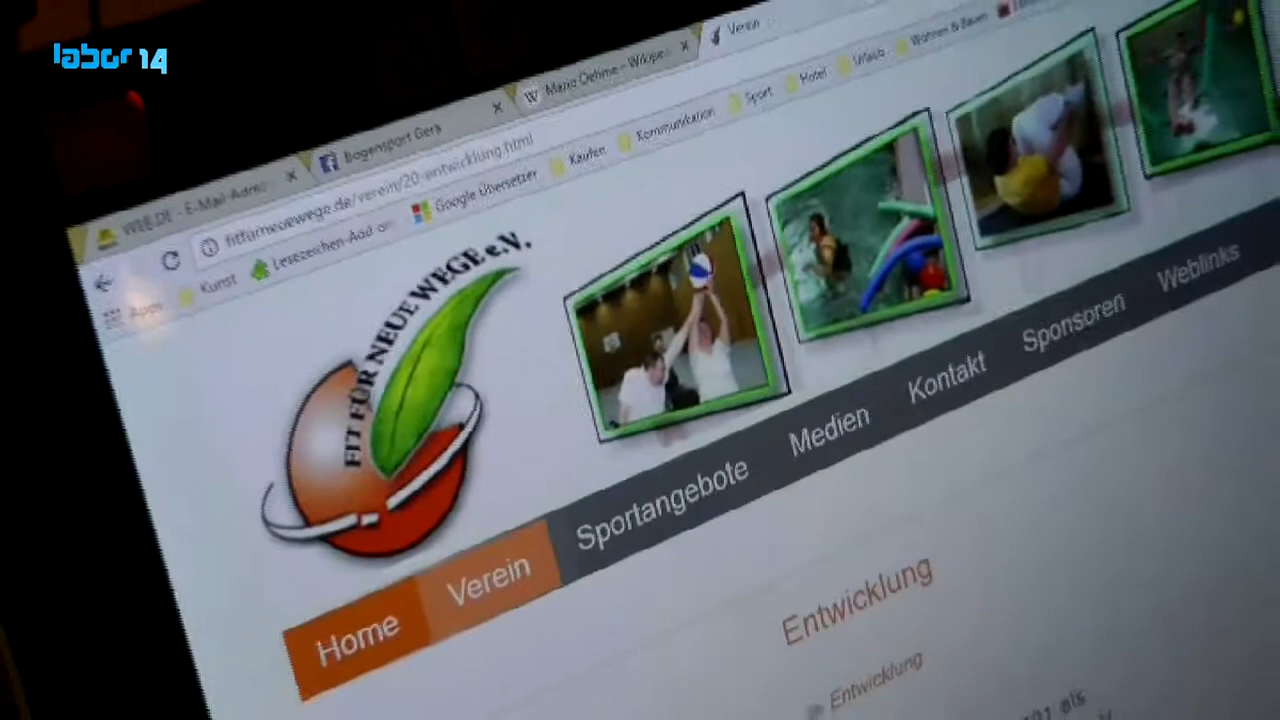 labor 14
WEB.DE - E-Mail-Adres
Bogensport Gera
Mario Oehme – Wikipe
Verein
fitfürneuewege.de/verein/20-entwicklung.html
Apps
Kunst
Lesezeichen-Add-on
Google Übersetzer
Kaufen
Kommunikation
Sport
Hotel
Urlaub
Wohnen & Bauen
FIT FÜR NEUE WEGE e.V.
Home
Verein
Sportangebote
Medien
Kontakt
Sponsoren
Weblinks
Entwicklung
Entwicklung
als